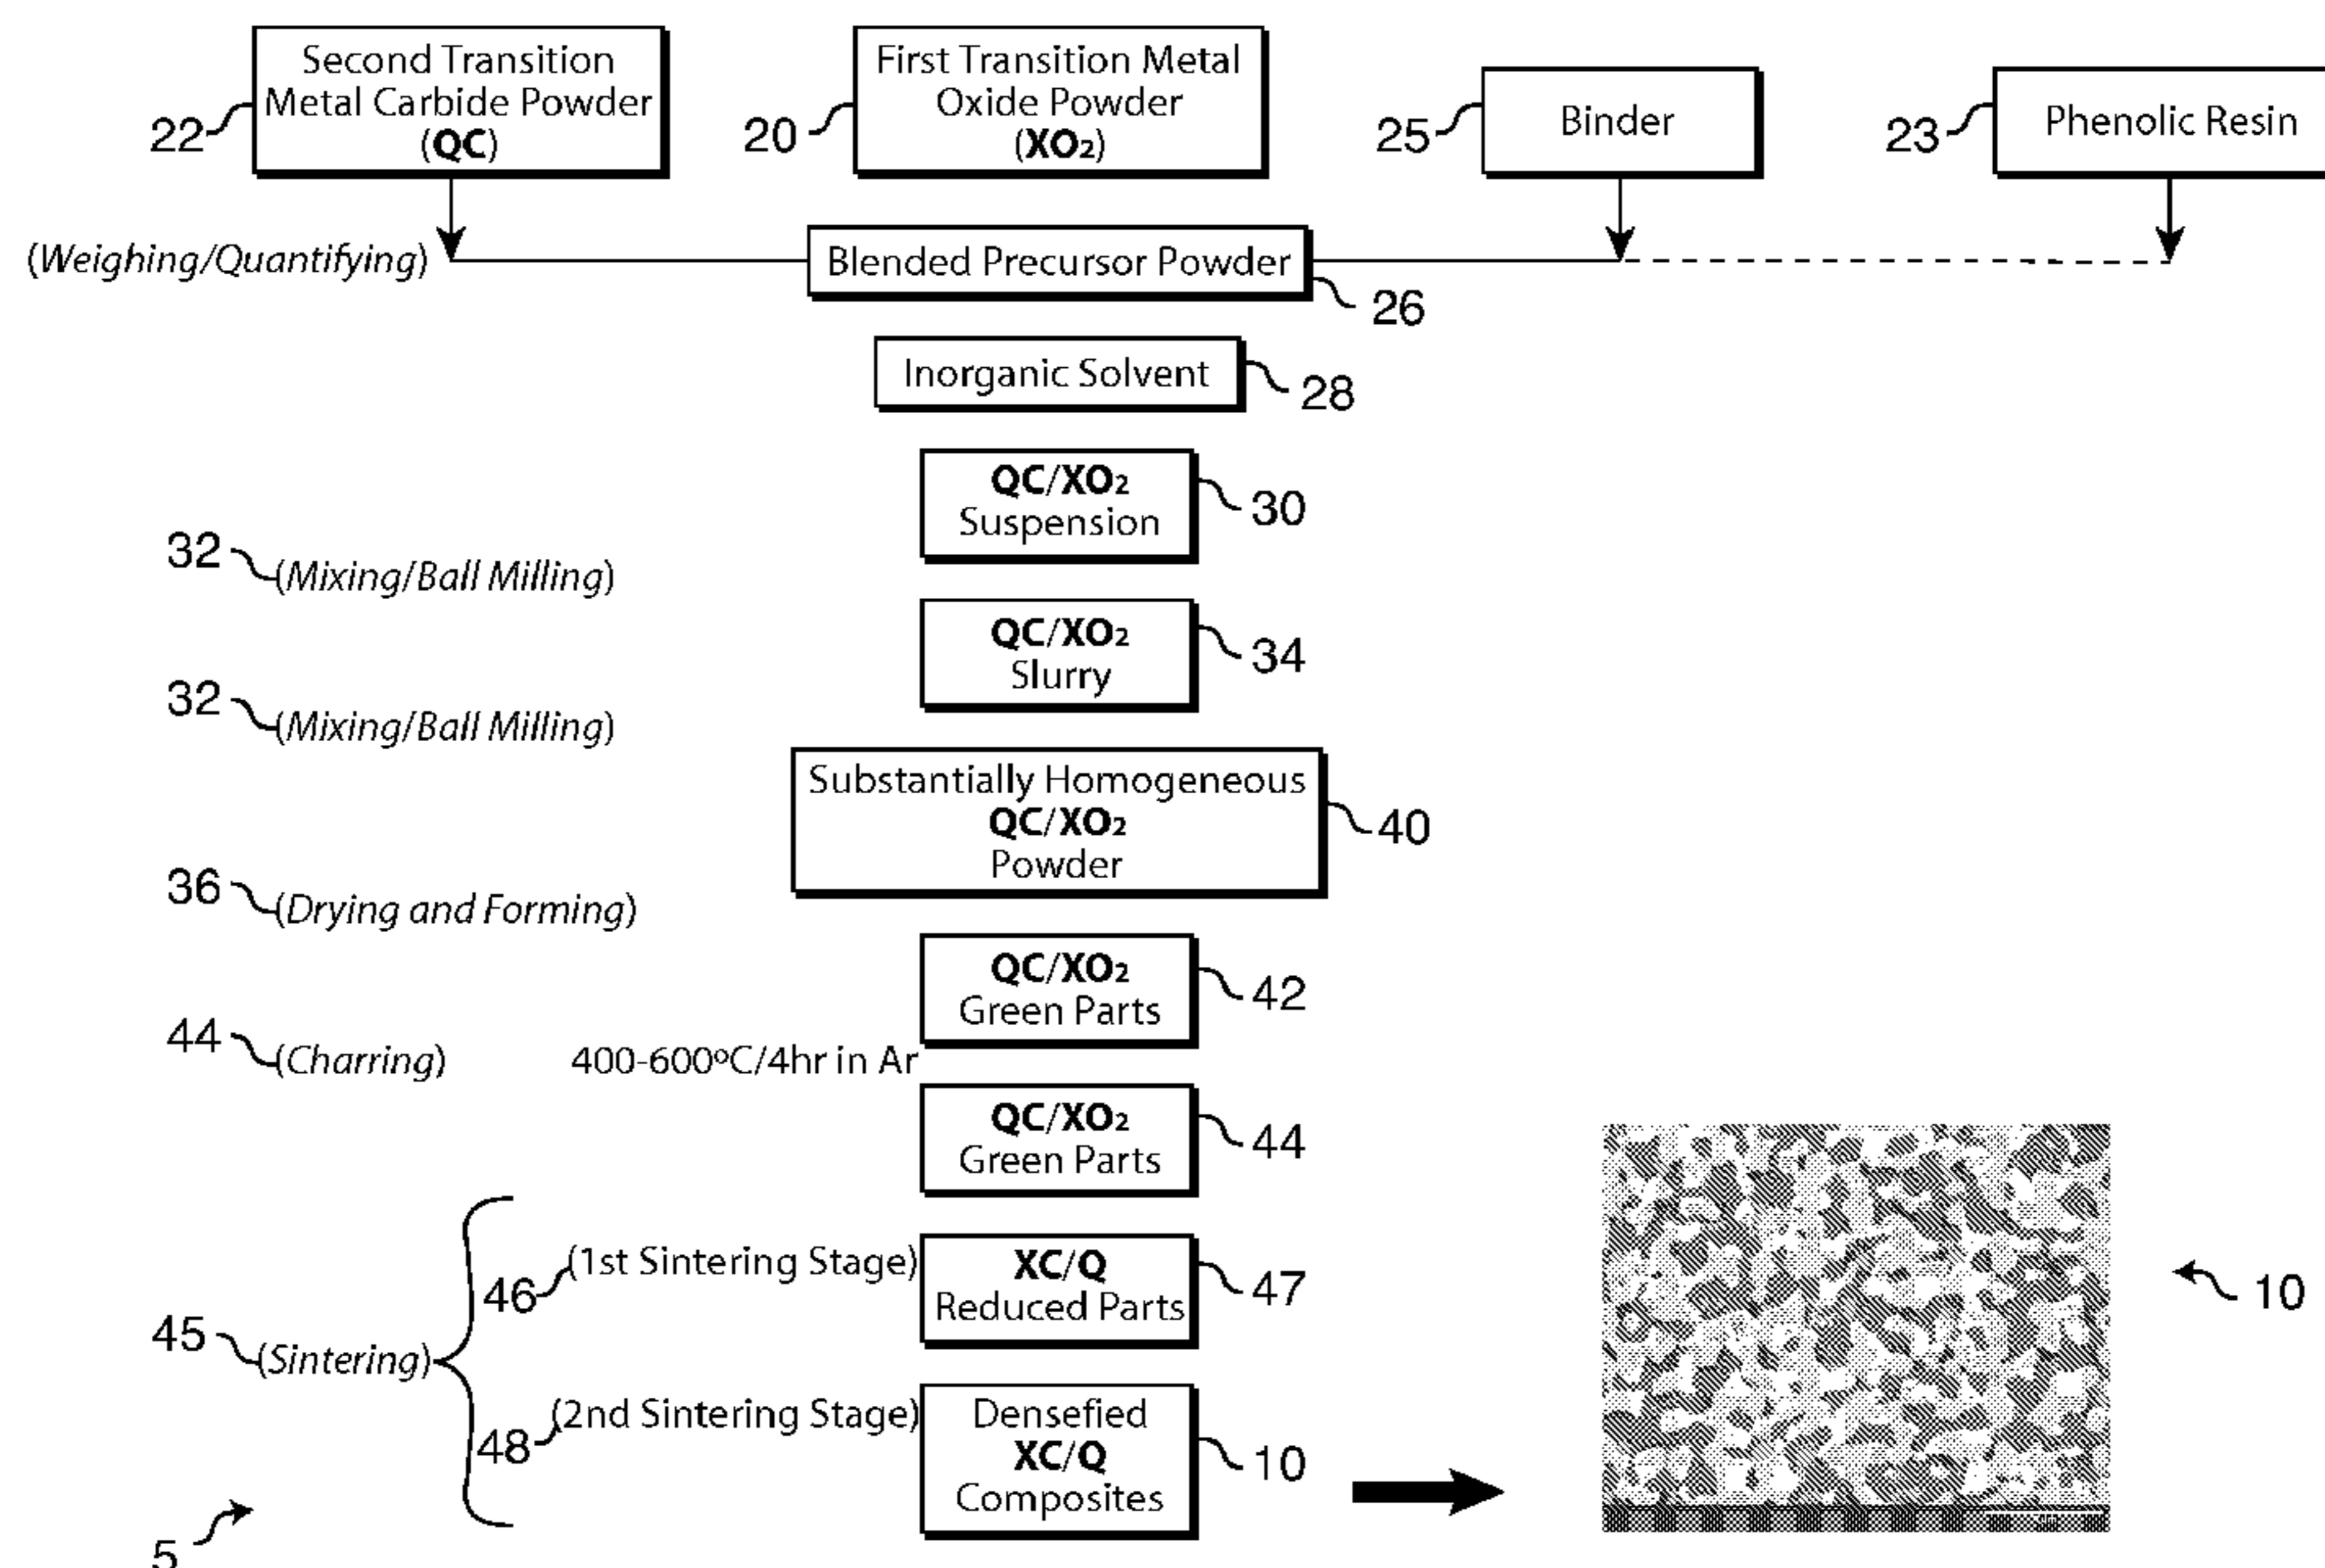 Second Transition
Metal Carbide Powder
(QC)
22
First Transition Metal
Oxide Powder
(XO₂)
20
Binder
25
Phenolic Resin
23
(Weighing/Quantifying)
Blended Precursor Powder
26
Inorganic Solvent
28
QC/XO₂
Suspension
30
32
(Mixing/Ball Milling)
QC/XO₂
Slurry
34
32
(Mixing/Ball Milling)
Substantially Homogeneous
QC/XO₂
Powder
40
36
(Drying and Forming)
QC/XO₂
Green Parts
42
44
(Charring)
400-600ºC/4hr in Ar
QC/XO₂
Green Parts
44
46
(1st Sintering Stage)
XC/Q
Reduced Parts
47
45
(Sintering)
48
(2nd Sintering Stage)
Densefied
XC/Q
Composites
10
10
5